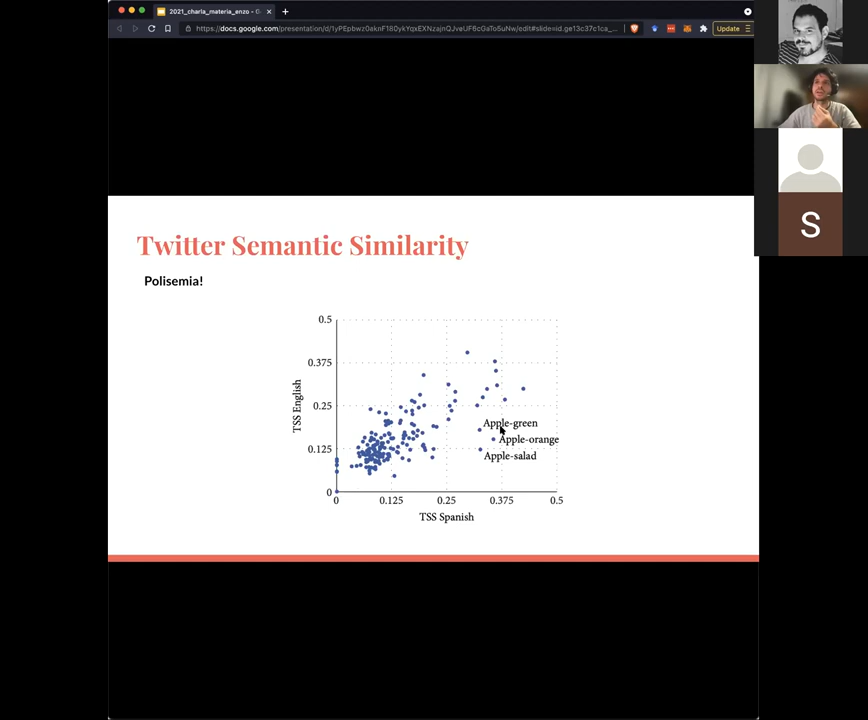 2021_charla_materia_enzo - G
Update
Twitter Semantic Similarity
Polisemia!
0.5
0.375
0.25
0.125
0
TSS English
Apple-green
Apple-orange
Apple-salad
0
0.125
0.25
0.375
0.5
TSS Spanish
S